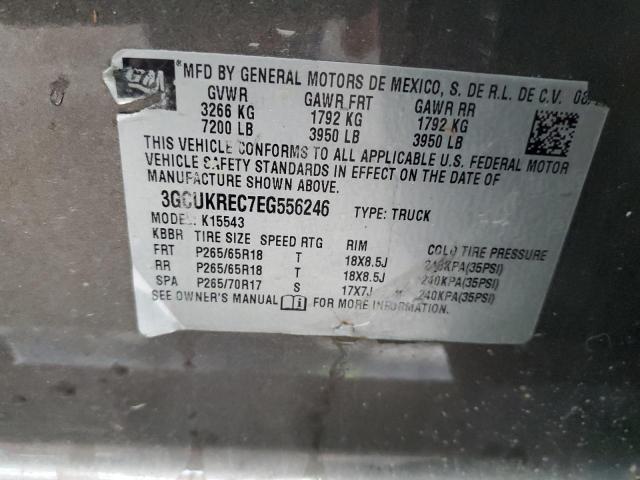 MFD BY GENERAL MOTORS DE MEXICO, S. DE R.L. DE C.V. 08/
GVWR GAWR FRT GAWR RR
3266 KG 1792 KG 1792 KG
7200 LB 3950 LB 3950 LB
THIS VEHICLE CONFORMS TO ALL APPLICABLE U.S. FEDERAL MOTOR
VEHICLE SAFETY STANDARDS IN EFFECT ON THE DATE OF
MANUFACTURE SHOWN ABOVE.
3GCUKREC7EG556246 TYPE: TRUCK
MODEL: K15543
KBBR TIRE SIZE SPEED RTG RIM COLD TIRE PRESSURE
FRT P265/65R18 T 18X8.5J 240KPA(35PSI)
RR P265/65R18 T 18X8.5J 240KPA(35PSI)
SPA P265/70R17 S 17X7J 240KPA(35PSI)
SEE OWNER'S MANUAL FOR MORE INFORMATION.